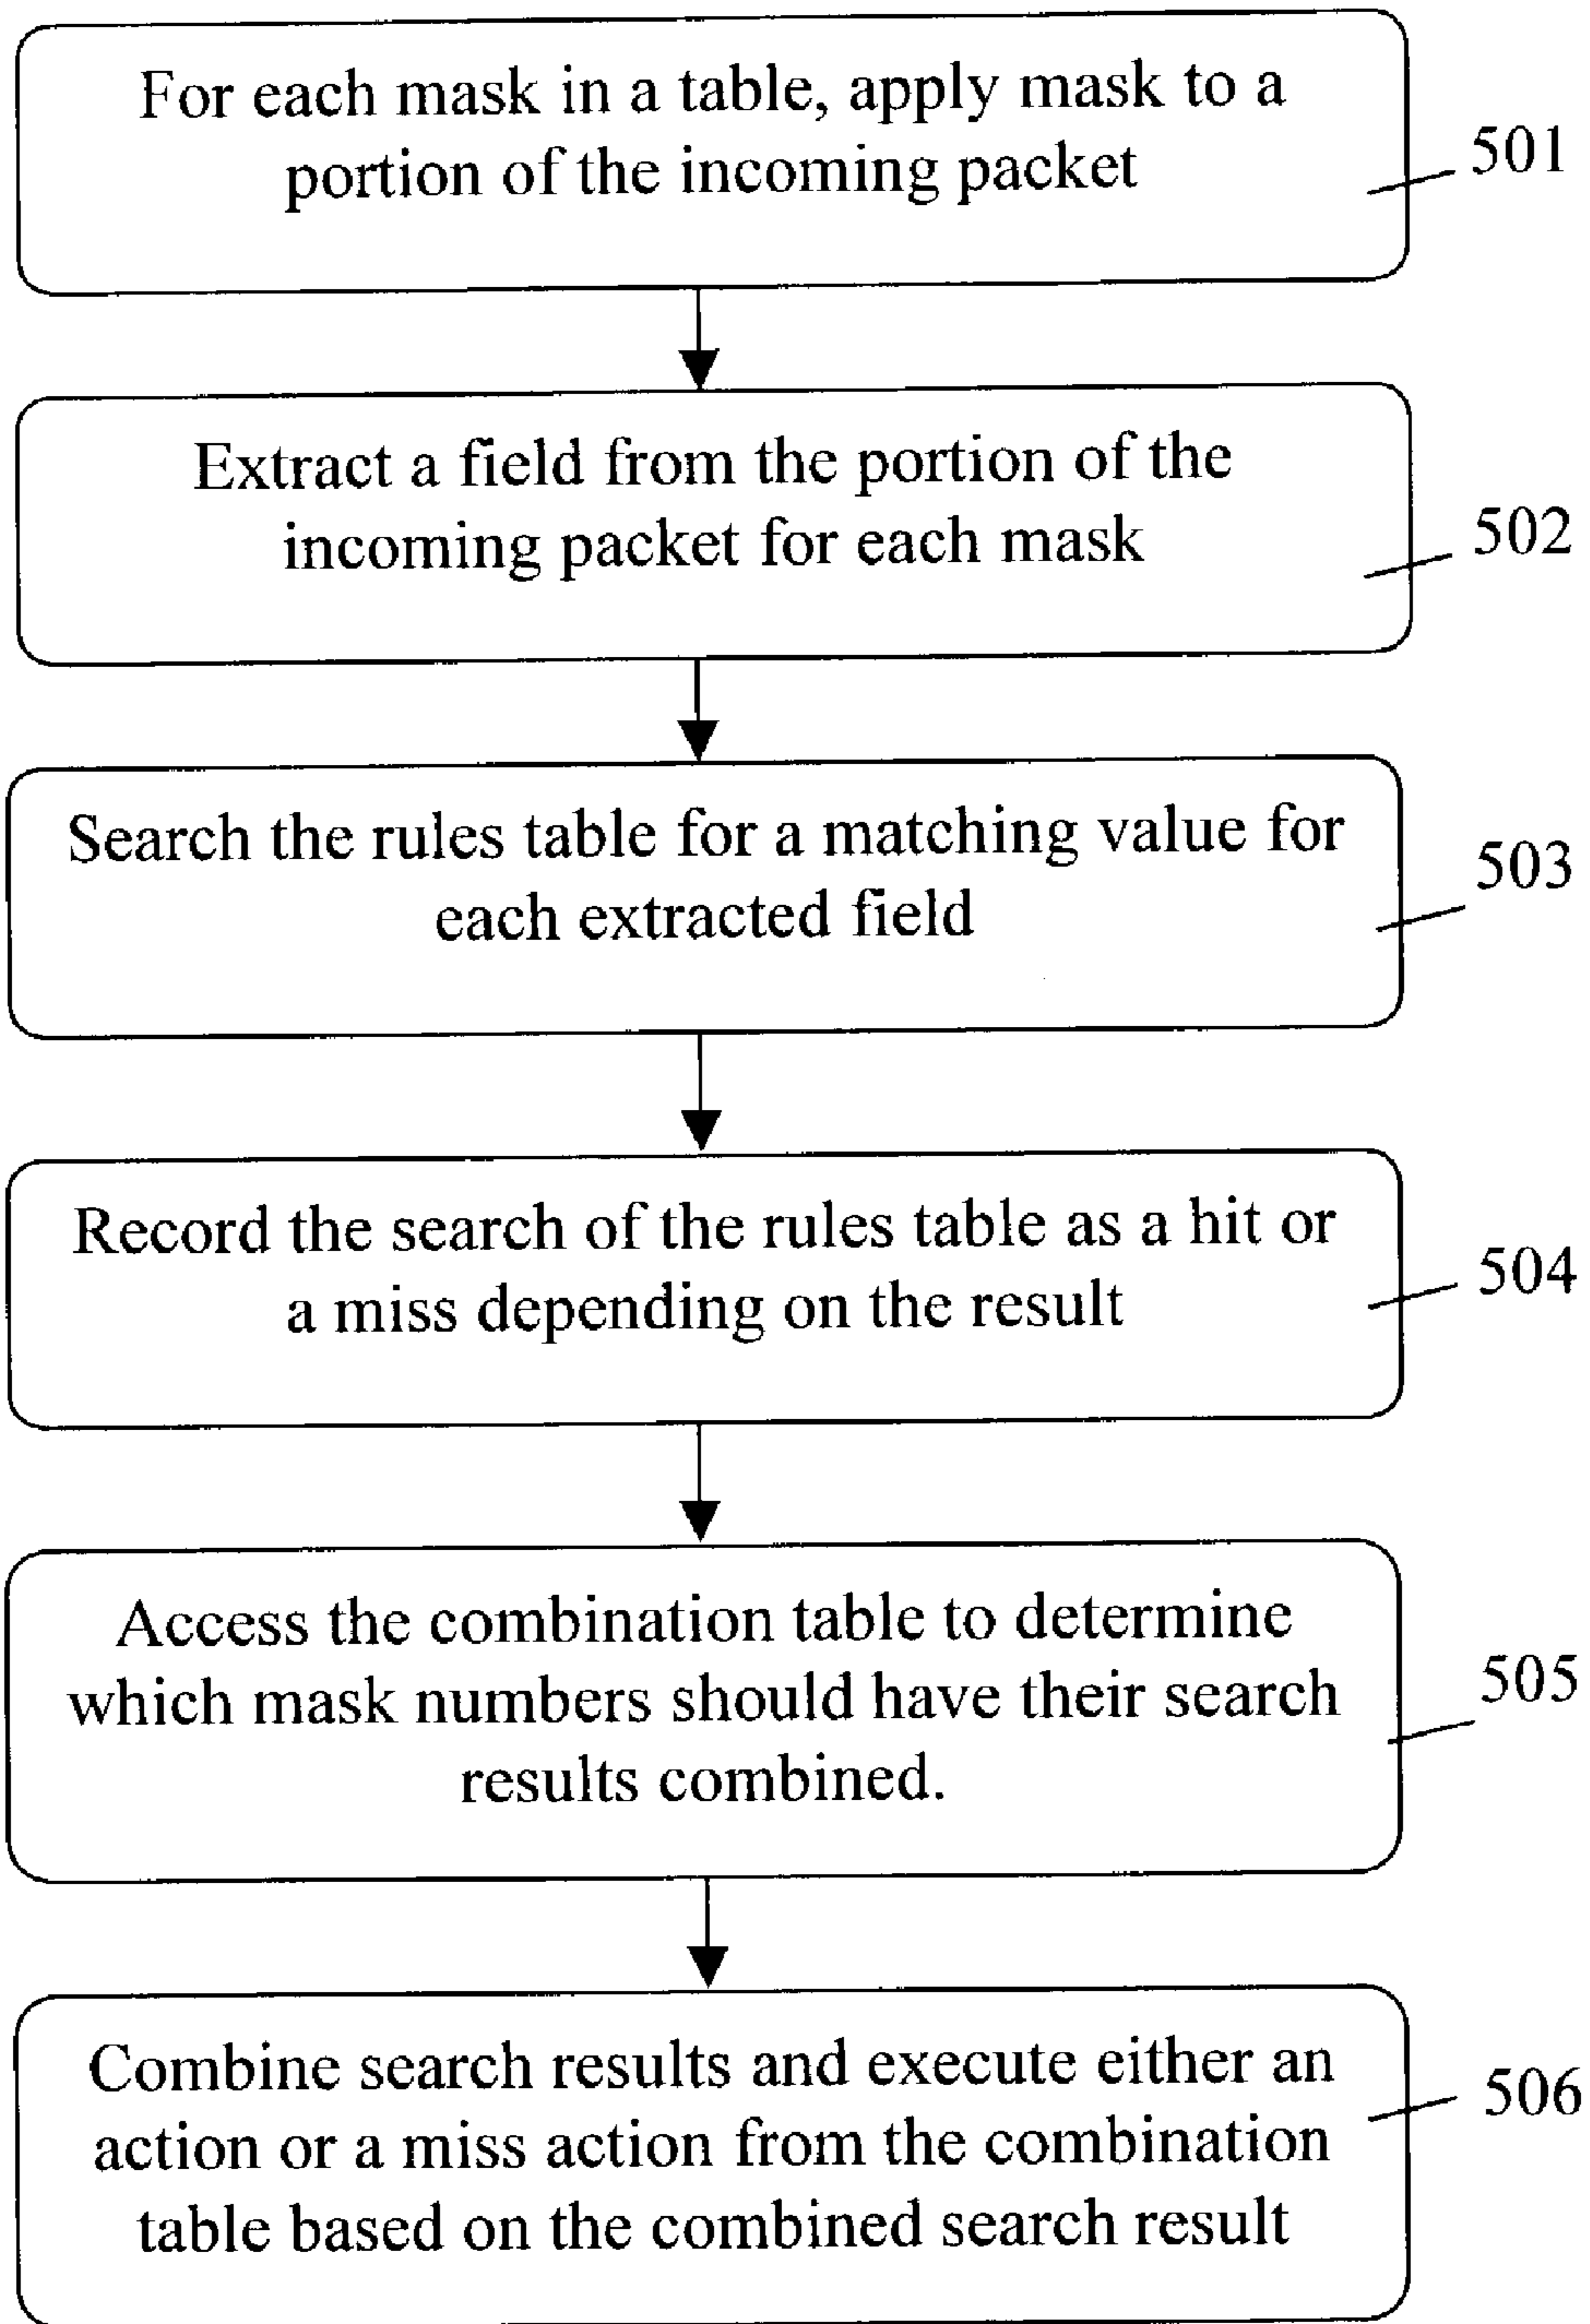 For each mask in a table, apply mask to a
portion of the incoming packet
501
Extract a field from the portion of the
incoming packet for each mask
502
Search the rules table for a matching value for
each extracted field
503
Record the search of the rules table as a hit or
a miss depending on the result
504
Access the combination table to determine
which mask numbers should have their search
results combined.
505
Combine search results and execute either an
action or a miss action from the combination
table based on the combined search result
506